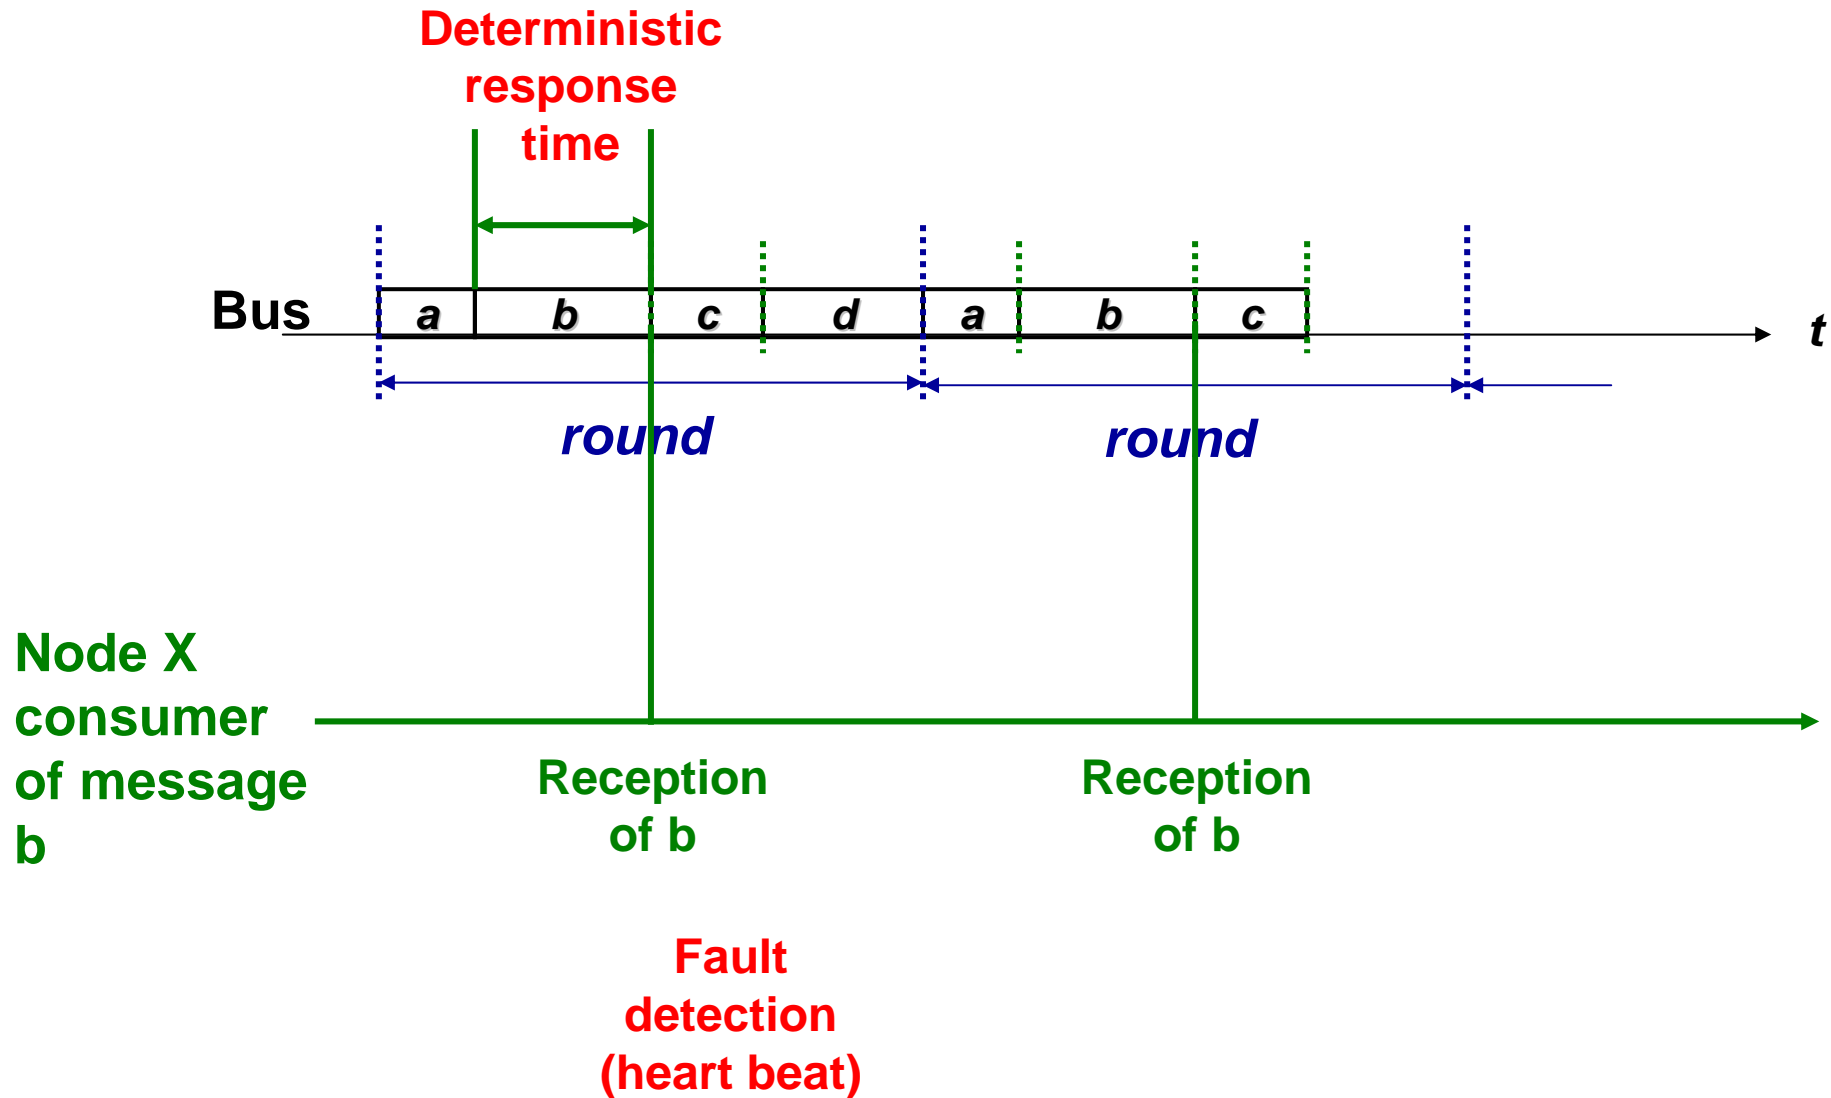 Deterministic
response
time
Bus
a
b
c
d
a
b
c
t
round
round
Node X
consumer
of message
b
Reception
of b
Reception
of b
Fault
detection
(heart beat)